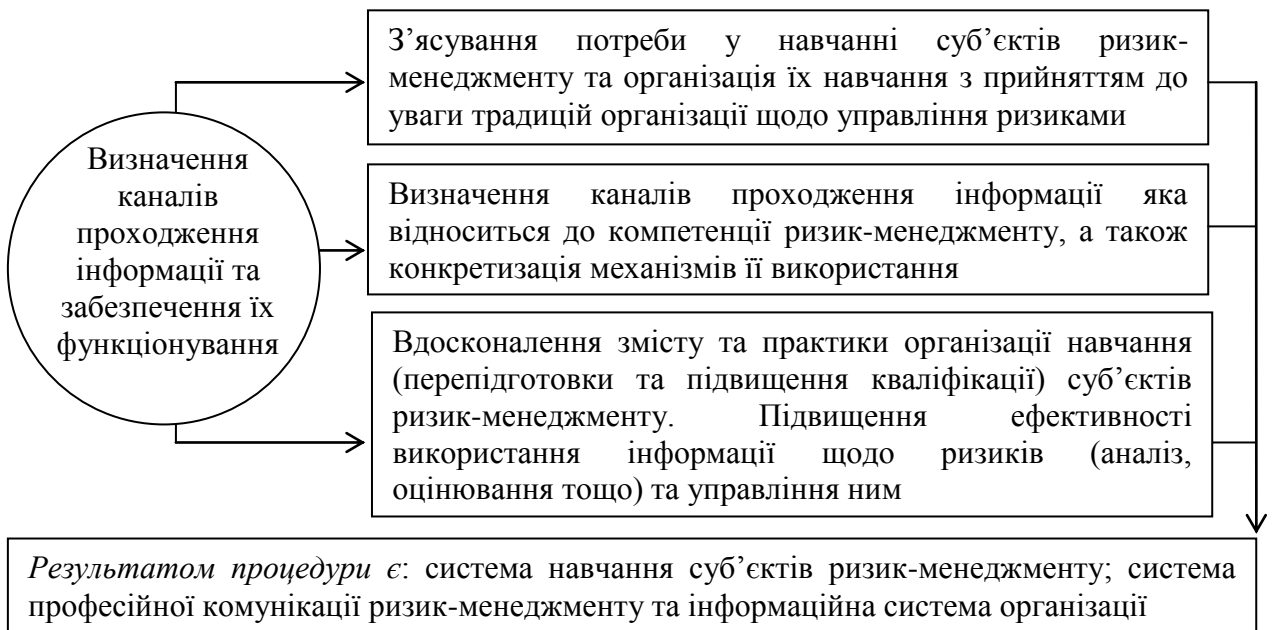 Визначення
каналів
проходження
інформації та
забезпечення їх
функціонування
З’ясування потреби у навчанні суб’єктів ризик-
менеджменту та організація їх навчання з прийняттям до
уваги традицій організації щодо управління ризиками
Визначення каналів проходження інформації яка
відноситься до компетенції ризик-менеджменту, а також
конкретизація механізмів її використання
Вдосконалення змісту та практики організації навчання
(перепідготовки та підвищення кваліфікації) суб’єктів
ризик-менеджменту. Підвищення ефективності
використання інформації щодо ризиків (аналіз,
оцінювання тощо) та управління ним
Результатом процедури є: система навчання суб’єктів ризик-менеджменту; система
професійної комунікації ризик-менеджменту та інформаційна система організації